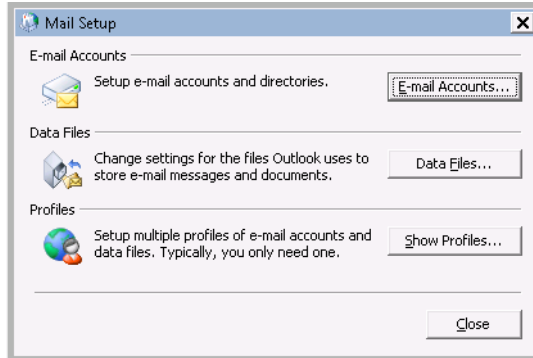 Mail Setup
E-mail Accounts
Setup e-mail accounts and directories.
E-mail Accounts...
Data Files
Change settings for the files Outlook uses to
store e-mail messages and documents.
Data Files...
Profiles
Setup multiple profiles of e-mail accounts and
data files. Typically, you only need one.
Show Profiles...
Close